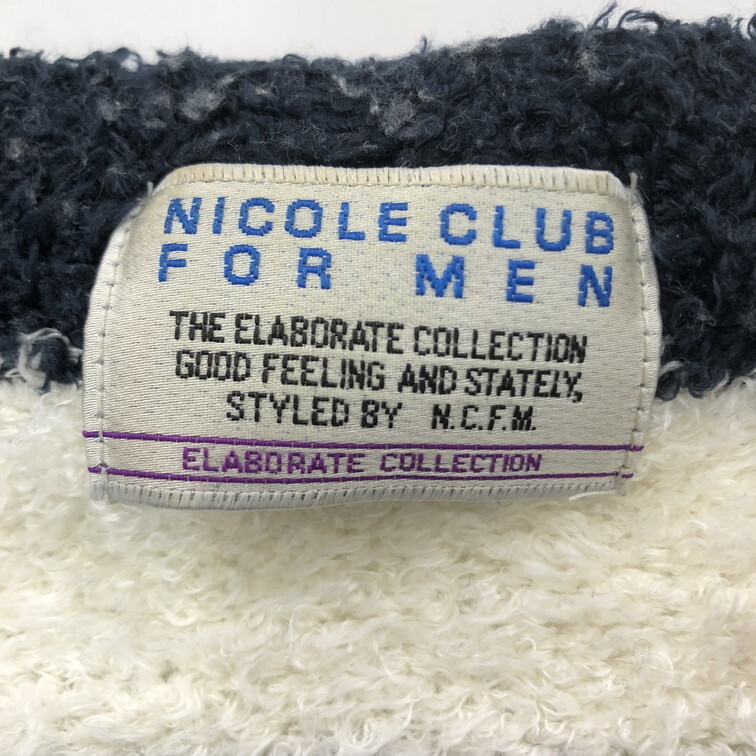 NICOLE CLUB
FOR MEN
THE ELABORATE COLLECTION
GOOD FEELING AND STATELY,
STYLED BY N.C.F.M.
ELABORATE COLLECTION